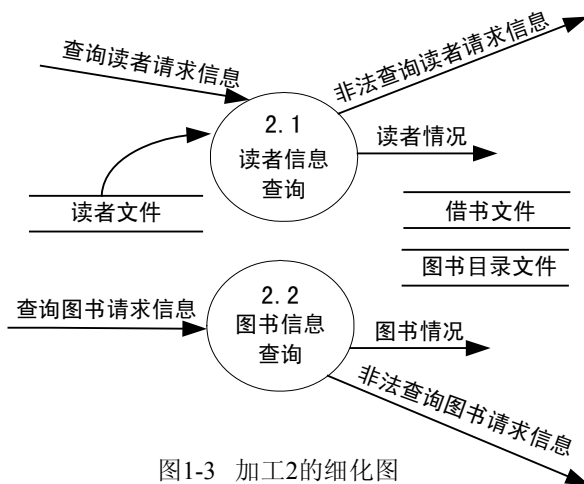 查询读者请求信息
非法查询读者请求信息
2.1
读者信息
查询
读者情况
读者文件
借书文件
图书目录文件
查询图书请求信息
2.2
图书信息
查询
图书情况
非法查询图书请求信息
图1-3 加工2的细化图